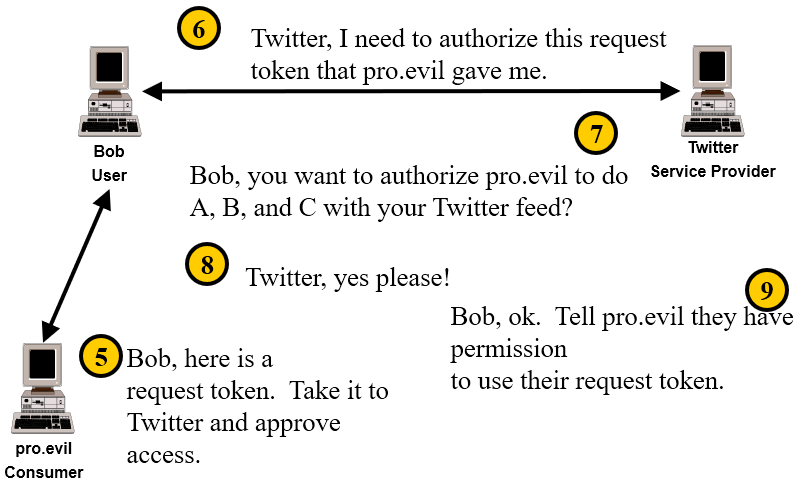 6
Twitter, I need to authorize this request
token that pro.evil gave me.
Bob
User
Twitter
Service Provider
7
Bob, you want to authorize pro.evil to do
A, B, and C with your Twitter feed?
8
Twitter, yes please!
9
Bob, ok. Tell pro.evil they have
permission
to use their request token.
5
Bob, here is a
request token. Take it to
Twitter and approve
access.
pro.evil
Consumer